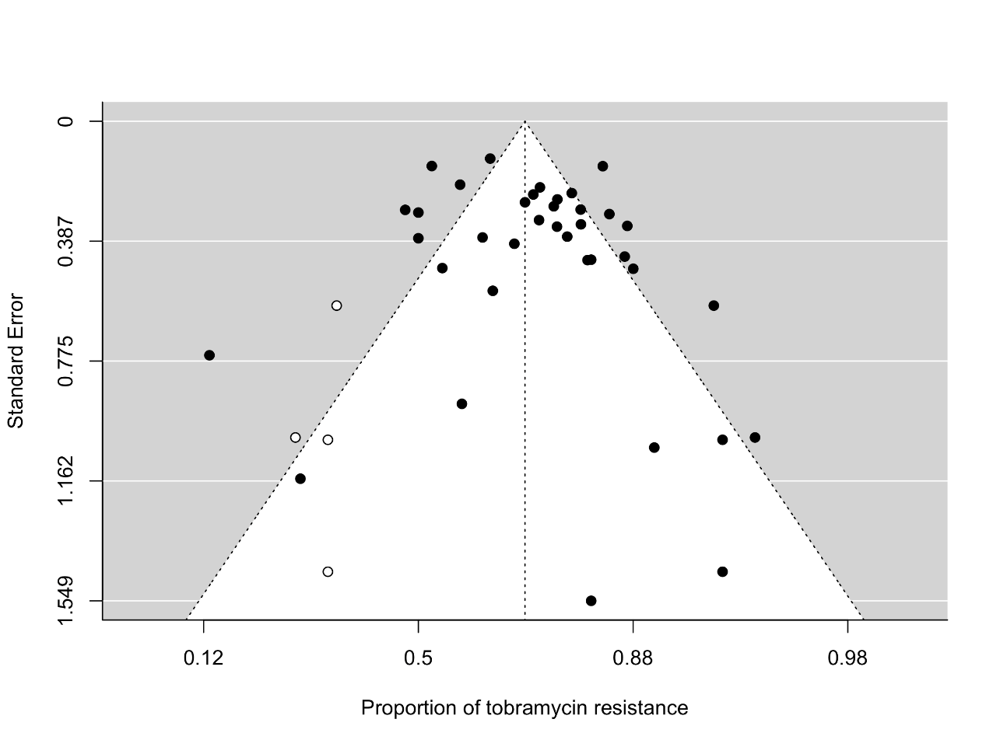 0
0.387
0.775
1.162
1.549
Standard Error
0.12 0.5 0.88 0.98
Proportion of tobramycin resistance